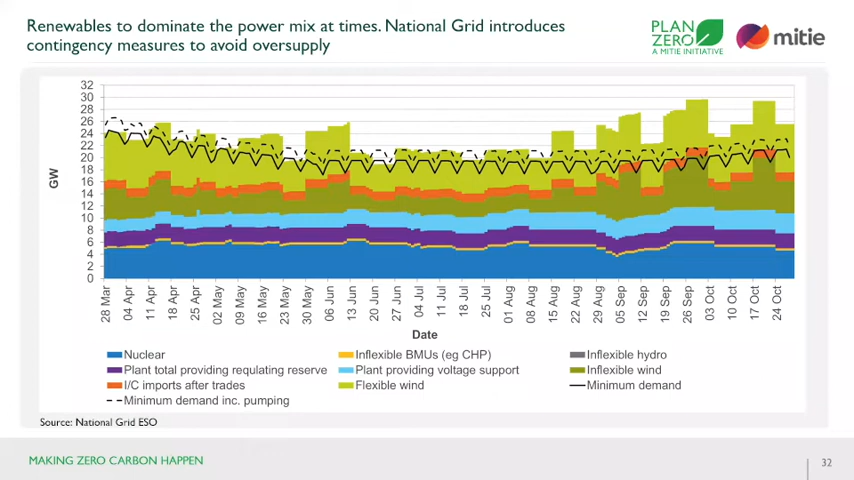 Renewables to dominate the power mix at times. National Grid introduces
contingency measures to avoid oversupply
PLAN
ZERO
A MITIE INITIATIVE
mitie
32
30
28
26
24
22
20
18
16
14
12
10
8
6
4
2
0
GW
28 Mar
04 Apr
11 Apr
18 Apr
25 Apr
02 May
09 May
16 May
23 May
30 May
06 Jun
13 Jun
20 Jun
27 Jun
04 Jul
11 Jul
18 Jul
25 Jul
01 Aug
08 Aug
15 Aug
22 Aug
29 Aug
05 Sep
12 Sep
19 Sep
26 Sep
03 Oct
10 Oct
17 Oct
24 Oct
Date
Nuclear
Inflexible BMUs (eg CHP)
Inflexible hydro
Plant total providing regulating reserve
Plant providing voltage support
Inflexible wind
I/C imports after trades
Flexible wind
Minimum demand
Minimum demand inc. pumping
Source: National Grid ESO
MAKING ZERO CARBON HAPPEN
32